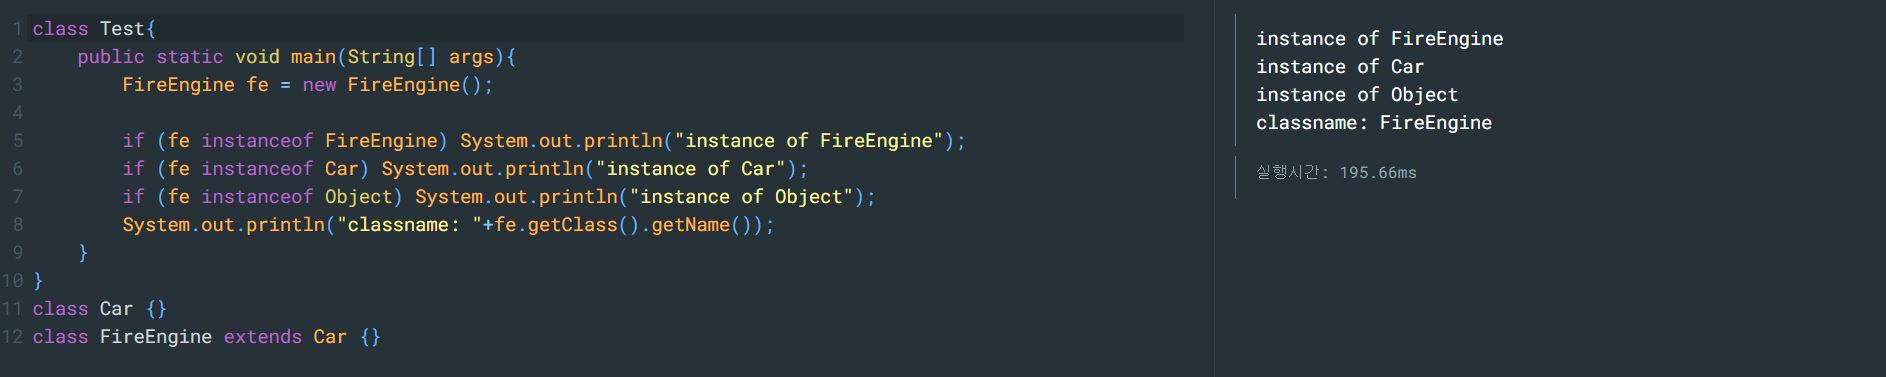 1 class Test{
2     public static void main(String[] args){
3         FireEngine fe = new FireEngine();
4
5         if (fe instanceof FireEngine) System.out.println("instance of FireEngine");
6         if (fe instanceof Car) System.out.println("instance of Car");
7         if (fe instanceof Object) System.out.println("instance of Object");
8         System.out.println("classname: "+fe.getClass().getName());
9     }
10 }
11 class Car {}
12 class FireEngine extends Car {}
instance of FireEngine
instance of Car
instance of Object
classname: FireEngine
실행시간: 195.66ms